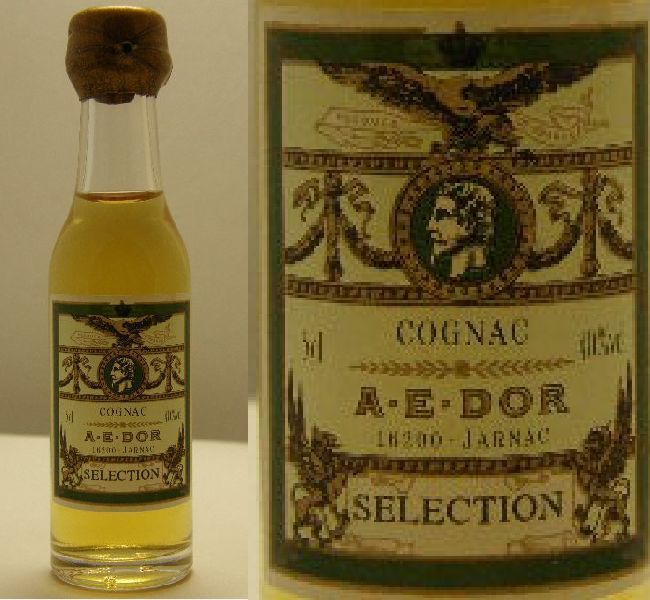 COGNAC
5cl 40%vol
A·E·DOR
16200 - JARNAC
SELECTION
COGNAC
5cl 40%vol
A·E·DOR
16200 - JARNAC
SELECTION